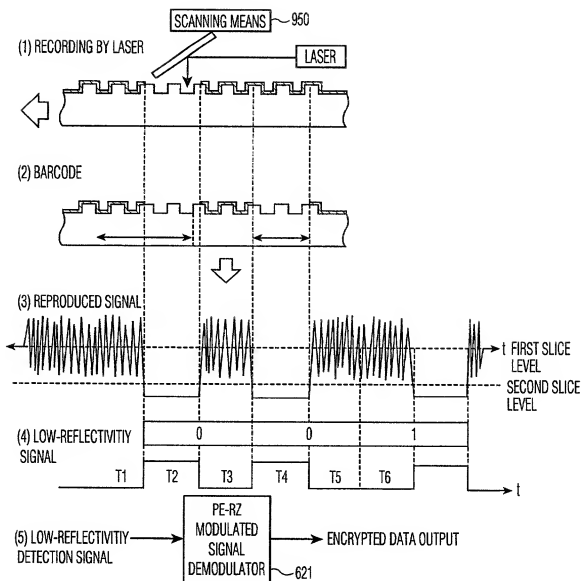 SCANNING MEANS 950
(1) RECORDING BY LASER
LASER
(2) BARCODE
(3) REPRODUCED SIGNAL
t FIRST SLICE
LEVEL
SECOND SLICE
LEVEL
(4) LOW-REFLECTIVITIY
SIGNAL
0 0 1
T1 T2 T3 T4 T5 T6
t
(5) LOW-REFLECTIVITIY
DETECTION SIGNAL
PE-RZ
MODULATED
SIGNAL
DEMODULATOR
621
ENCRYPTED DATA OUTPUT